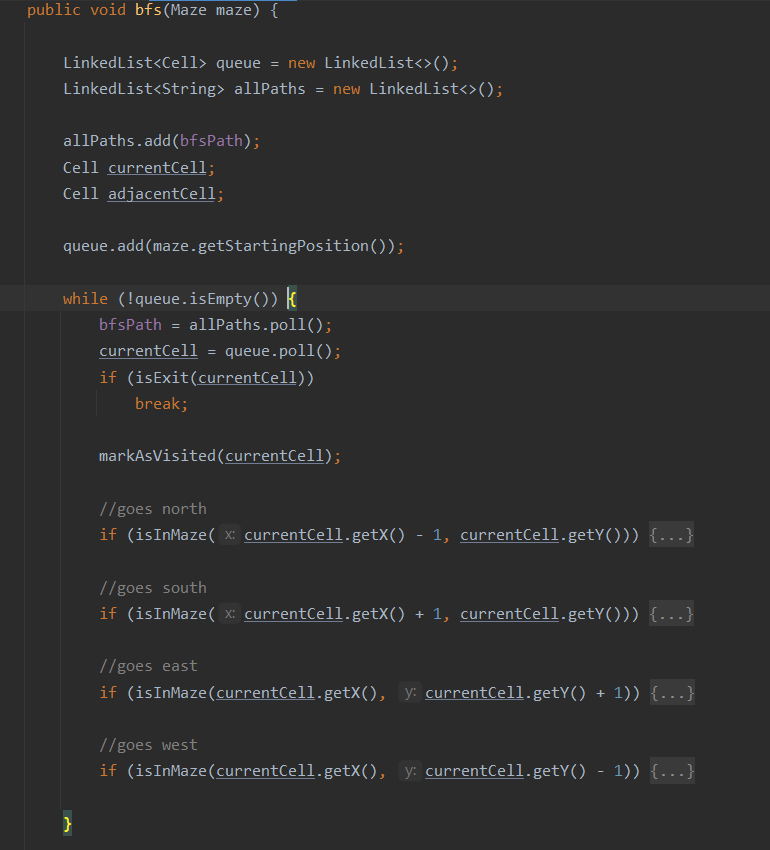 public void bfs(Maze maze) {
LinkedList<Cell> queue = new LinkedList<>();
LinkedList<String> allPaths = new LinkedList<>();
allPaths.add(bfsPath);
Cell currentCell;
Cell adjacentCell;
queue.add(maze.getStartingPosition());
while (!queue.isEmpty()) {
bfsPath = allPaths.poll();
currentCell = queue.poll();
if (isExit(currentCell))
break;
markAsVisited(currentCell);
//goes north
if (isInMaze( x: currentCell.getX() - 1, currentCell.getY())) {...}
//goes south
if (isInMaze( x: currentCell.getX() + 1, currentCell.getY())) {...}
//goes east
if (isInMaze(currentCell.getX(), y: currentCell.getY() + 1)) {...}
//goes west
if (isInMaze(currentCell.getX(), y: currentCell.getY() - 1)) {...}
}